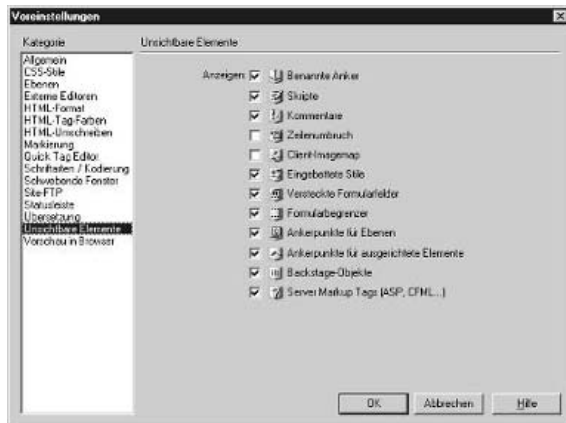 Voreinstellungen
Kategorie
Unsichtbare Elemente
Allgemein
CSS-Stile
Ebenen
Externe Editoren
HTML-Format
HTML-Tag-Farben
HTML-Umschreiben
Markierung
Quick Tag Editor
Schriftarten / Kodierung
Schwebende Fenster
Site-FTP
Statusleiste
Übersetzung
Unsichtbare Elemente
Vorschau in Browser
Anzeigen: Benannte Anker
Skripte
Kommentare
Zeilenumbruch
Client-Imagemap
Eingebettete Stile
Versteckte Formularfelder
Formularbegrenzer
Ankerpunkte für Ebenen
Ankerpunkte für ausgerichtete Elemente
Backstage-Objekte
Server Markup Tags (ASP, CFML...)
OK
Abbrechen
Hilfe